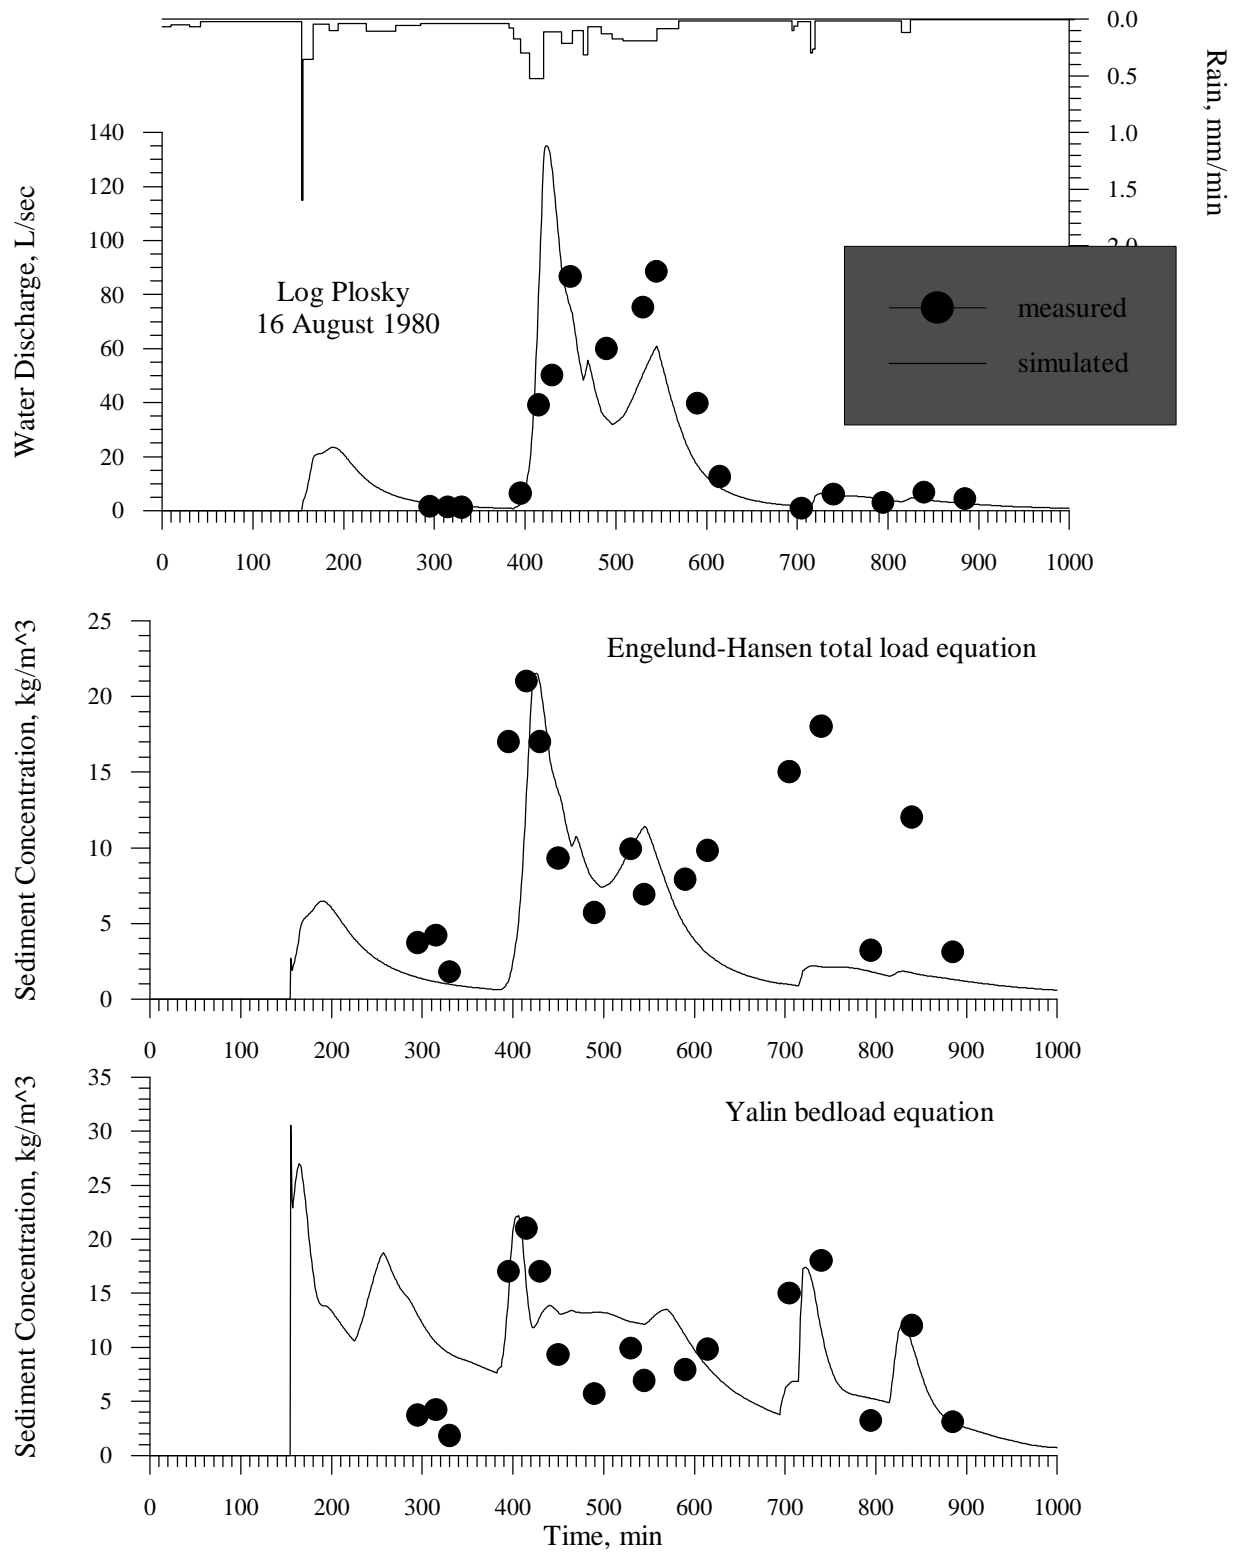 0.0
0.5
1.0
1.5
2.0
Rain, mm/min
140
120
100
80
60
40
20
0
Water Discharge, L/sec
Log Plosky
16 August 1980
measured
simulated
0 100 200 300 400 500 600 700 800 900 1000
25
20
15
10
5
0
Sediment Concentration, kg/m^3
Engelund-Hansen total load equation
0 100 200 300 400 500 600 700 800 900 1000
35
30
25
20
15
10
5
0
Sediment Concentration, kg/m^3
Yalin bedload equation
0 100 200 300 400 500 600 700 800 900 1000
Time, min